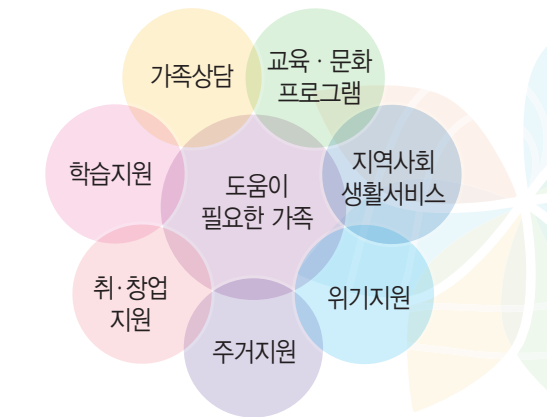 가족상담
교육 · 문화
프로그램
학습지원
지역사회
생활서비스
도움이
필요한 가족
취 · 창업
지원
위기지원
주거지원